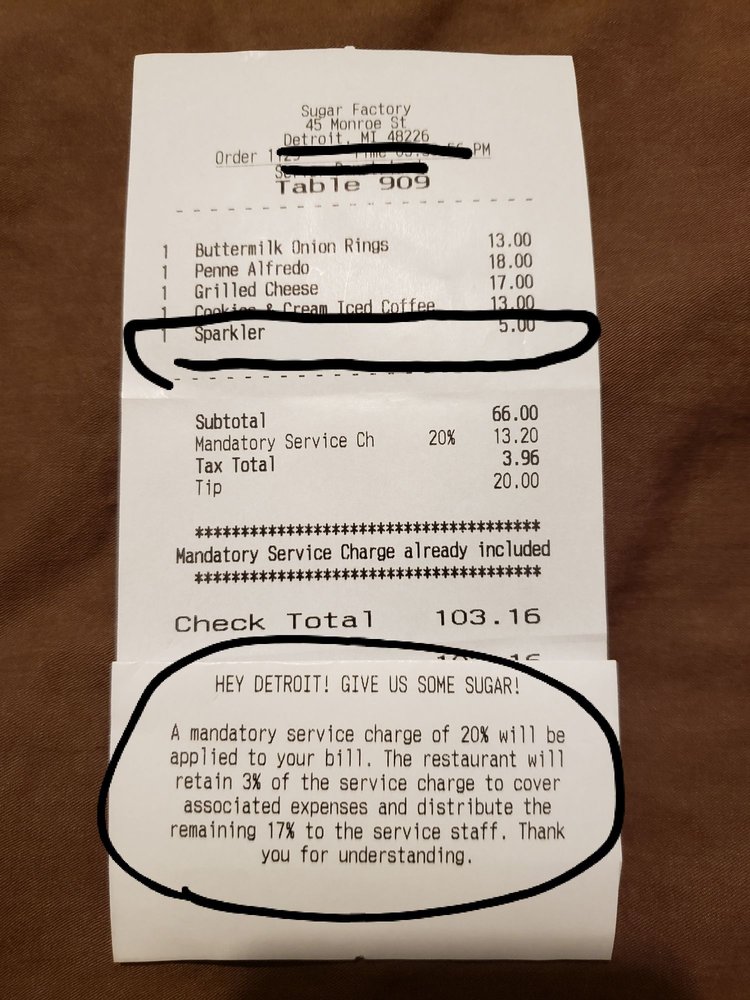 Sugar Factory
45 Monroe St
Detroit, MI 48226
Order PM
Table 909
1 Buttermilk Onion Rings 13.00
1 Penne Alfredo 18.00
1 Grilled Cheese 17.00
1 Cookies & Cream Iced Coffee 13.00
1 Sparkler 5.00
Subtotal 66.00
Mandatory Service Ch 20% 13.20
Tax Total 3.96
Tip 20.00
****************************************
Mandatory Service Charge already included
****************************************
Check Total 103.16
HEY DETROIT! GIVE US SOME SUGAR!
A mandatory service charge of 20% will be
applied to your bill. The restaurant will
retain 3% of the service charge to cover
associated expenses and distribute the
remaining 17% to the service staff. Thank
you for understanding.